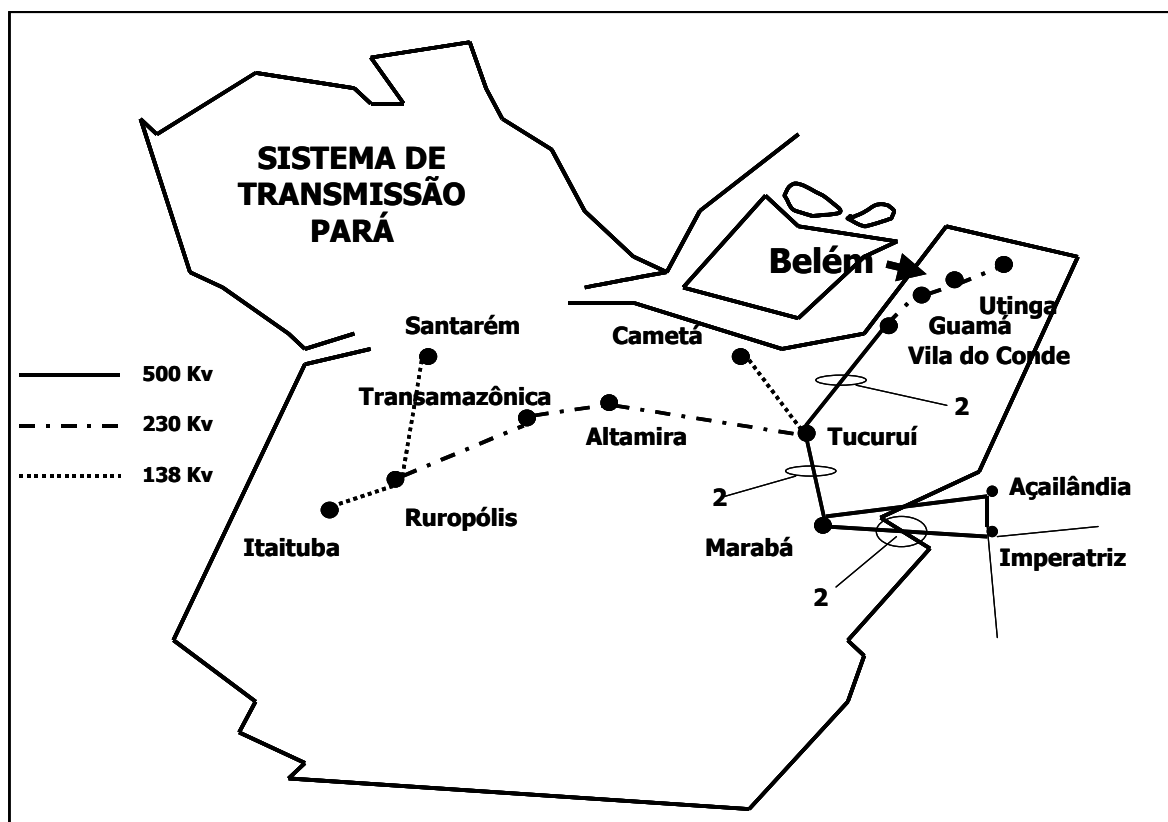 SISTEMA DE
TRANSMISSÃO
PARÁ
Belém
Utinga
Guamá
Vila do Conde
Santarém
Cametá
500 Kv
Transamazônica
2
230 Kv
Altamira
Tucuruí
138 Kv
2
Açailândia
Ruropólis
Itaituba
Marabá
Imperatriz
2